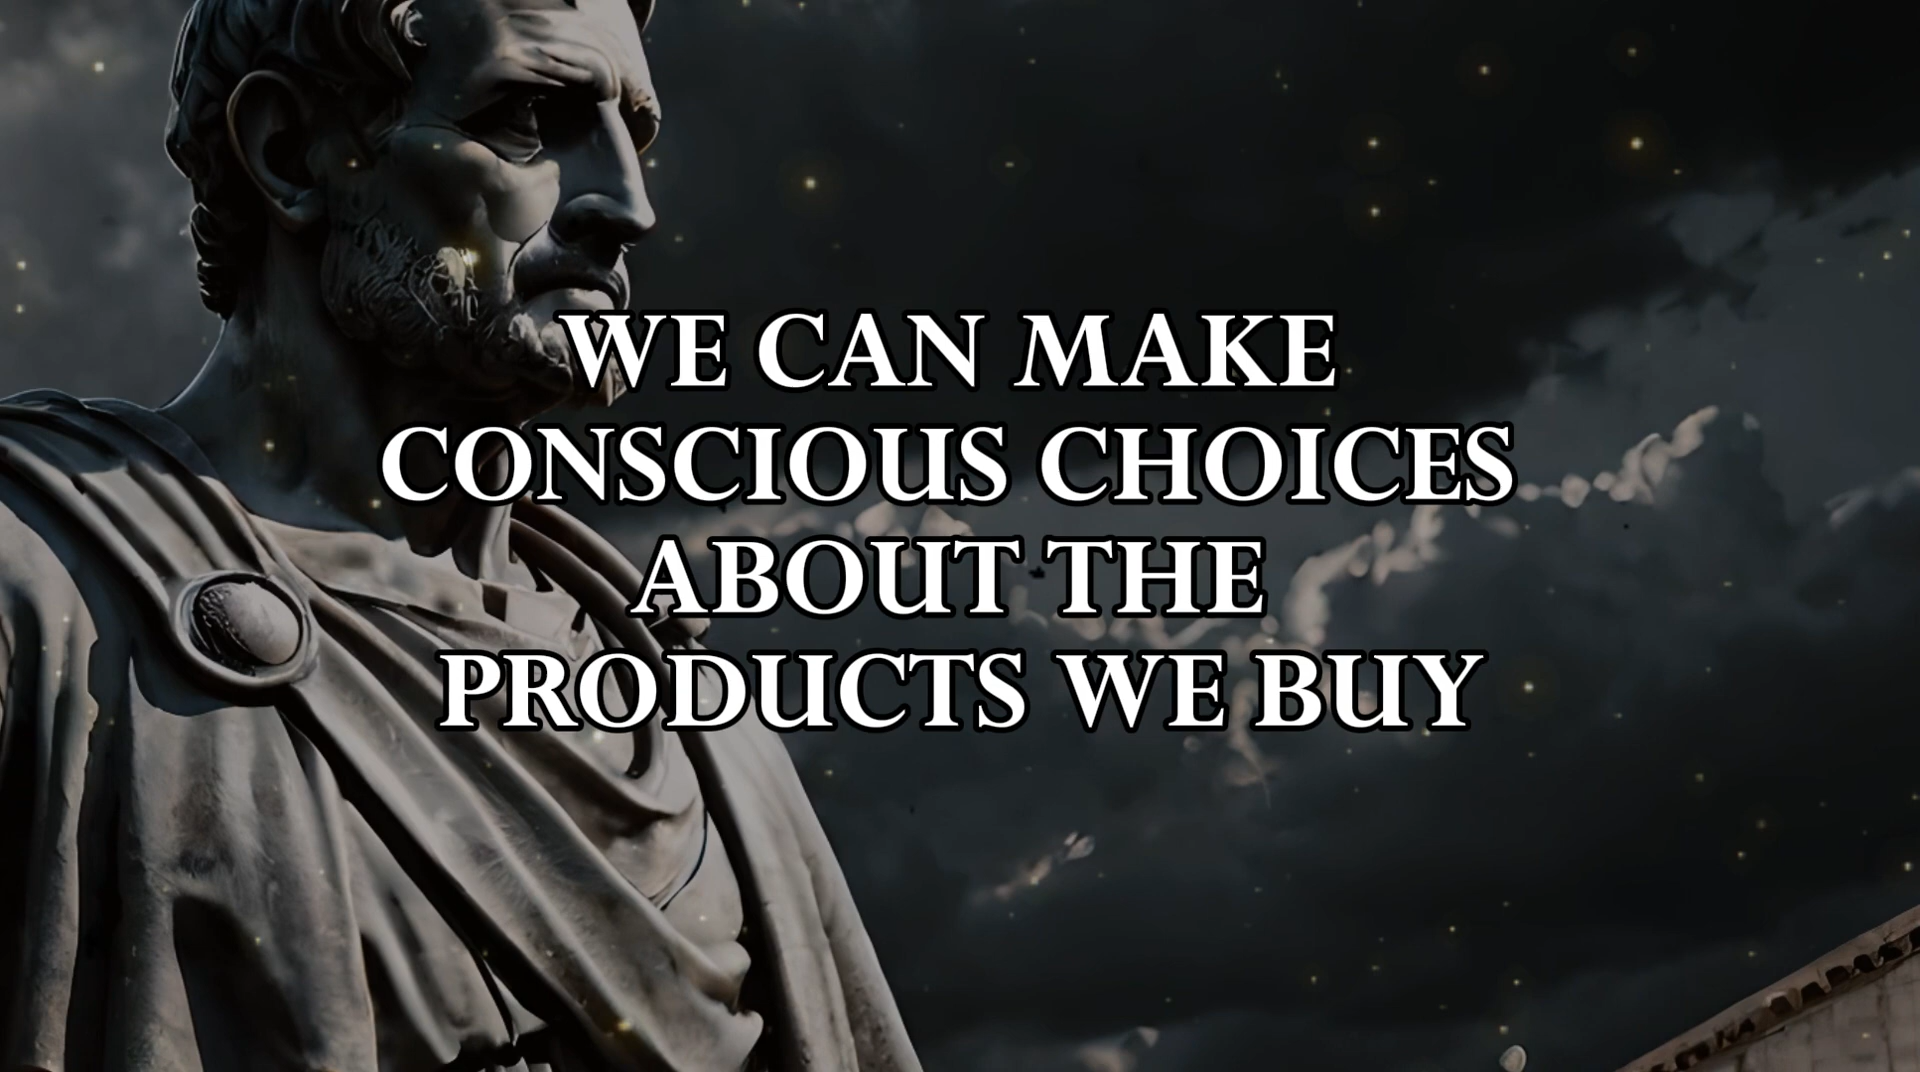 WE CAN MAKE
CONSCIOUS CHOICES
ABOUT THE
PRODUCTS WE BUY